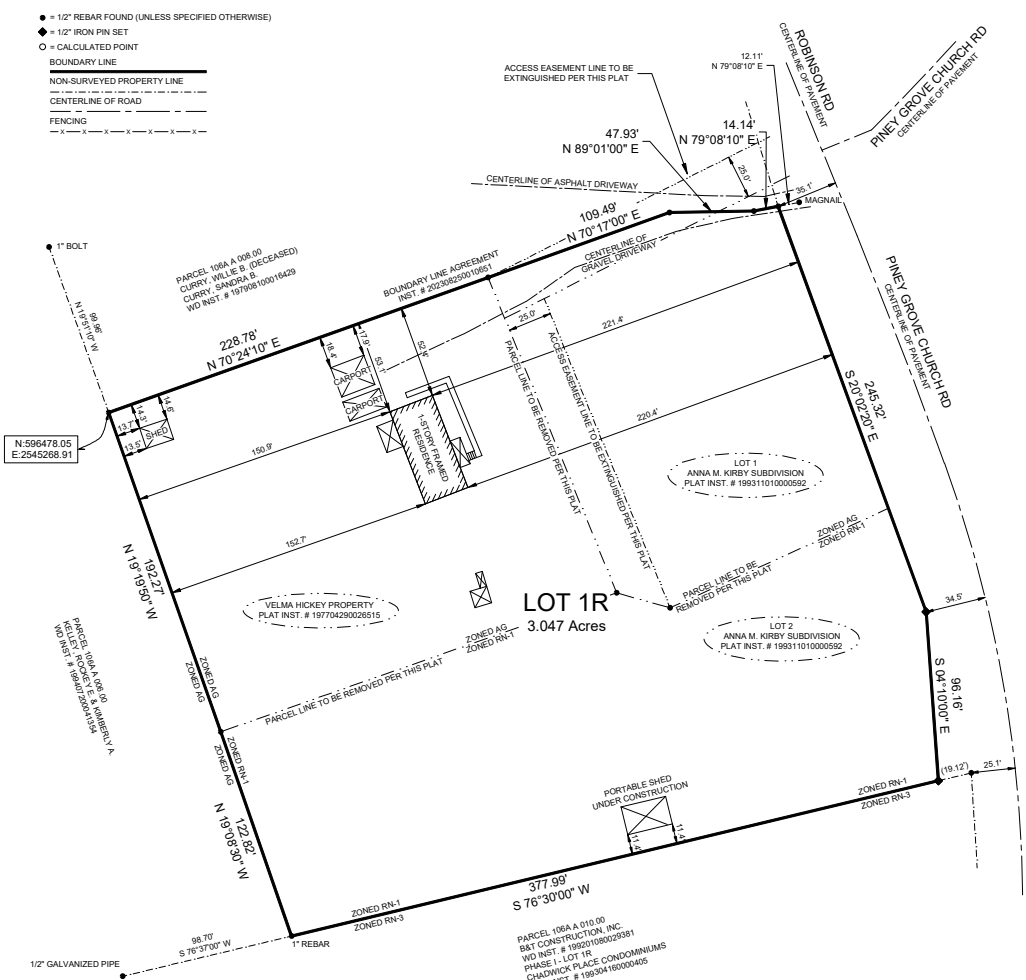 = 1/2" REBAR FOUND (UNLESS SPECIFIED OTHERWISE)
= 1/2" IRON PIN SET
= CALCULATED POINT
BOUNDARY LINE
NON-SURVEYED PROPERTY LINE
CENTERLINE OF ROAD
FENCING
X X X X X X X
ACCESS EASEMENT LINE TO BE
EXTINGUISHED PER THIS PLAT
12.11'
N 79°08'10" E
ROBINSON RD
CENTERLINE OF PAVEMENT
PINEY GROVE CHURCH RD
CENTERLINE OF PAVEMENT
47.93'
N 89°01'00" E
14.14'
N 79°08'10" E
25.0'
CENTERLINE OF ASPHALT DRIVEWAY
35.1'
MAGNAIL
109.49'
N 70°17'00" E
CENTERLINE OF
GRAVEL DRIVEWAY
1" BOLT
99.96'
N 19°51'10" W
PARCEL 106A A 008.00
CURRY, WILLIE B. (DECEASED)
CURRY, SANDRA B.
WD INST. # 197908100016429
BOUNDARY LINE AGREEMENT
INST. # 202308250010651
PINEY GROVE CHURCH RD
CENTERLINE OF PAVEMENT
228.78'
N 70°24'10" E
25.0'
221.4'
17.9'
18.4'
53.1'
52.4'
CARPORT
CARPORT
PARCEL LINE TO BE REMOVED PER THIS PLAT
ACCESS EASEMENT LINE TO BE EXTINGUISHED PER THIS PLAT
245.32'
S 20°02'20" E
14.3'
14.6'
13.7'
13.5'
SHED
N:596478.05
E:2545268.91
1-STORY FRAMED
RESIDENCE
150.9'
220.4'
LOT 1
ANNA M. KIRBY SUBDIVISION
PLAT INST. # 199311010000592
ZONED AG
ZONED RN-1
152.7'
192.27'
N 19°19'50" W
PARCEL LINE TO BE
REMOVED PER THIS PLAT
VELMA HICKEY PROPERTY
PLAT INST. # 197704290026515
LOT 1R
3.047 Acres
34.5'
LOT 2
ANNA M. KIRBY SUBDIVISION
PLAT INST. # 199311010000592
ZONED AG
ZONED RN-1
PARCEL 106A A 006.00
KELLEY, ROCKEY E. & KIMBERLY A.
WD INST. # 199407200041354
ZONED AG
ZONED AG
PARCEL LINE TO BE REMOVED PER THIS PLAT
96.16'
S 04°10'00" E
ZONED RN-1
ZONED AG
(19.12')
25.1'
PORTABLE SHED
UNDER CONSTRUCTION
ZONED RN-1
ZONED RN-3
122.82'
N 19°08'30" W
11.4'
11.4'
377.99'
S 76°30'00" W
ZONED RN-1
ZONED RN-3
98.70'
S 76°37'00" W
1" REBAR
1/2" GALVANIZED PIPE
PARCEL 106A A 010.00
B&T CONSTRUCTION, INC.
WD INST. # 199201080029381
PHASE I - LOT 1R
CHADWICK PLACE CONDOMINIUMS
INST. # 199304160000405